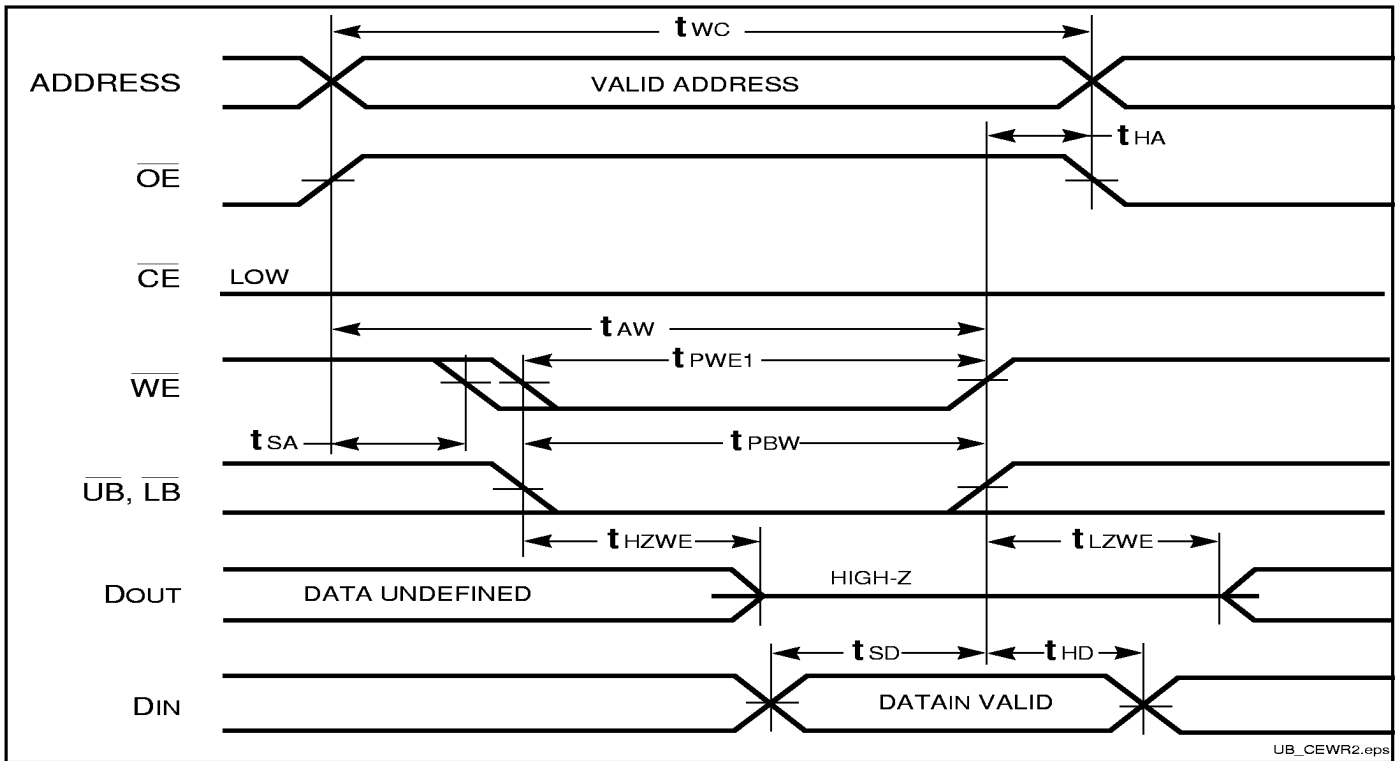 tWC
ADDRESS
VALID ADDRESS
tHA
OE
CE
LOW
tAW
WE
tPWE1
tSA
tPBW
UB, LB
tHZWE
tLZWE
DOUT
DATA UNDEFINED
HIGH-Z
tSD
tHD
DIN
DATAIN VALID
UB_CEWR2.eps